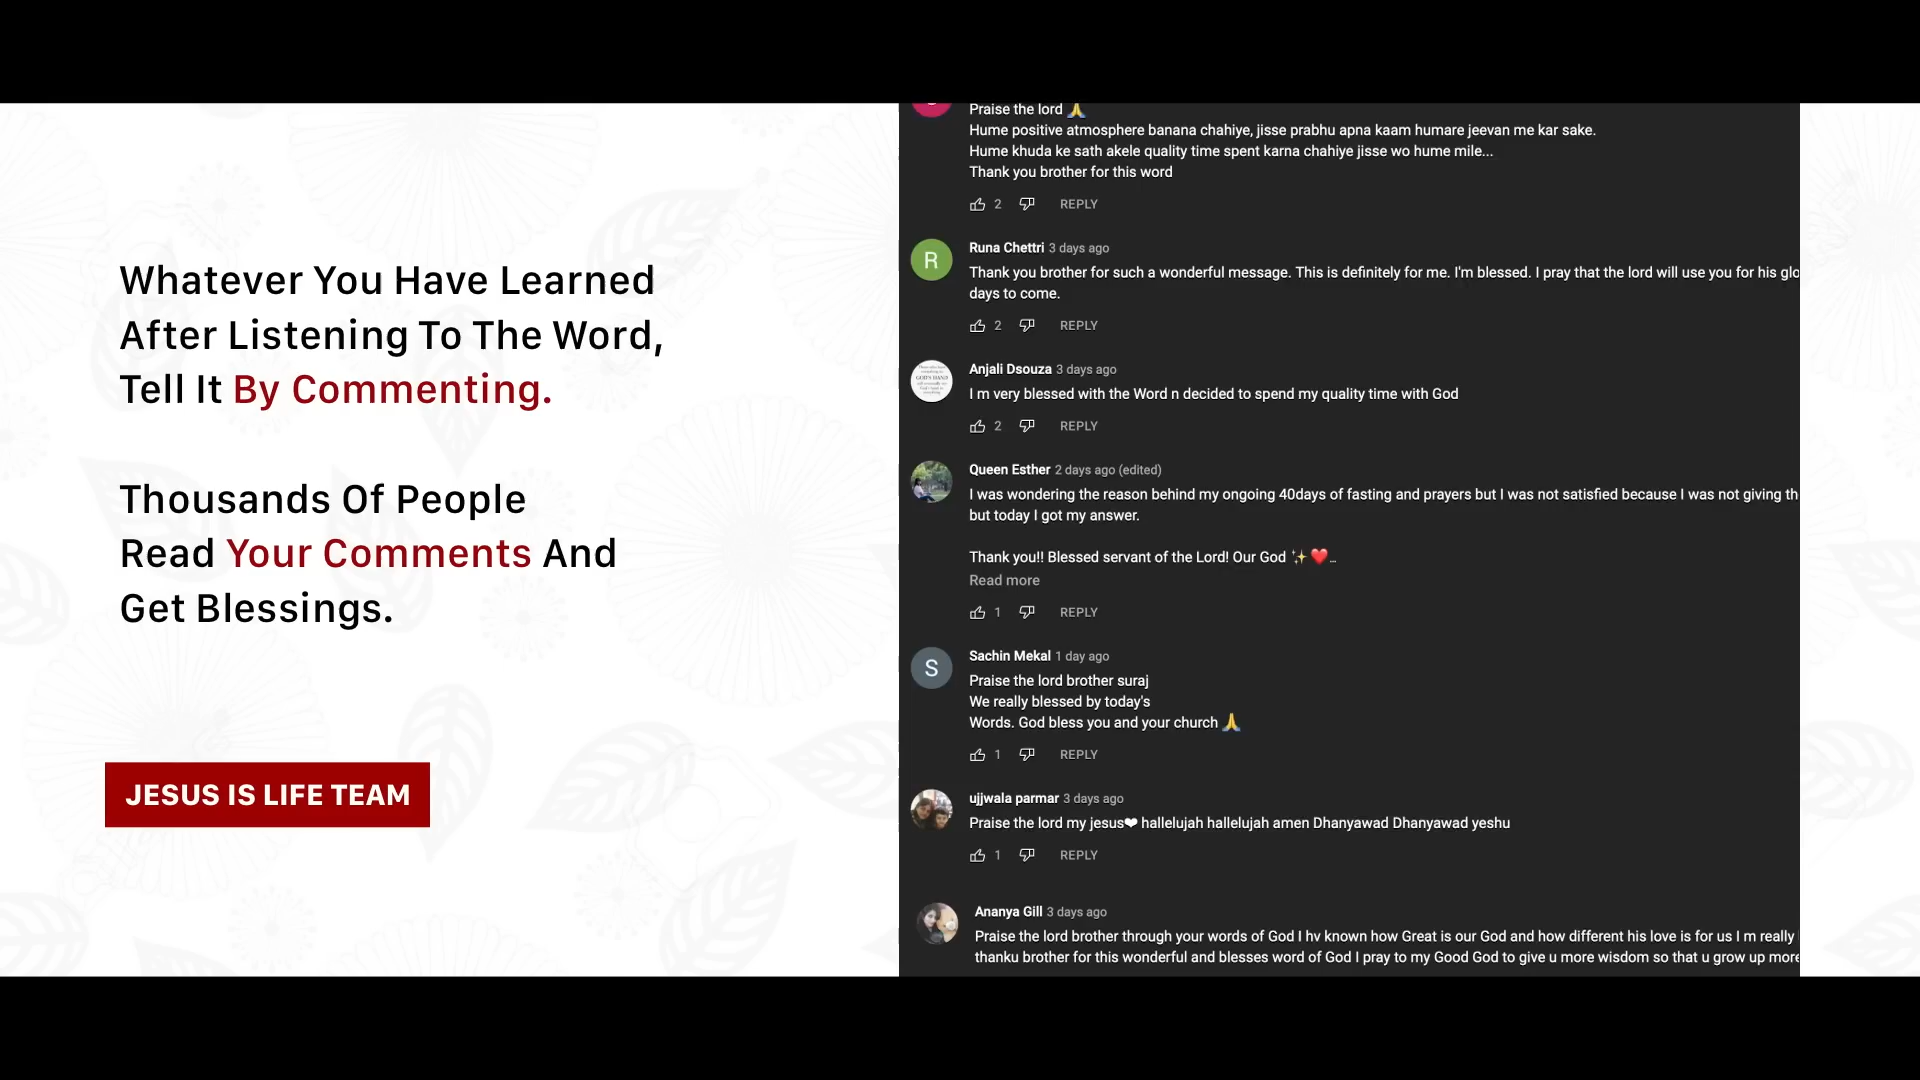 Whatever You Have Learned
After Listening To The Word,
Tell It By Commenting.
Thousands Of People
Read Your Comments And
Get Blessings.
JESUS IS LIFE TEAM
Praise the lord 🙏
Hume positive atmosphere banana chahiye, jisse prabhu apna kaam humare jeevan me kar sake.
Hume khuda ke sath akele quality time spent karna chahiye jisse wo hume mile...
Thank you brother for this word
2 REPLY
R
Runa Chettri 3 days ago
Thank you brother for such a wonderful message. This is definitely for me. I'm blessed. I pray that the lord will use you for his glo
days to come.
2 REPLY
Anjali Dsouza 3 days ago
I m very blessed with the Word n decided to spend my quality time with God
2 REPLY
Queen Esther 2 days ago (edited)
I was wondering the reason behind my ongoing 40days of fasting and prayers but I was not satisfied because I was not giving th
but today I got my answer.
Thank you!! Blessed servant of the Lord! Our God ✨❤️...
Read more
1 REPLY
S
Sachin Mekal 1 day ago
Praise the lord brother suraj
We really blessed by today's
Words. God bless you and your church 🙏
1 REPLY
ujjwala parmar 3 days ago
Praise the lord my jesus❤ hallelujah hallelujah amen Dhanyawad Dhanyawad yeshu
1 REPLY
Ananya Gill 3 days ago
Praise the lord brother through your words of God I hv known how Great is our God and how different his love is for us I m really
thanku brother for this wonderful and blesses word of God I pray to my Good God to give u more wisdom so that u grow up more